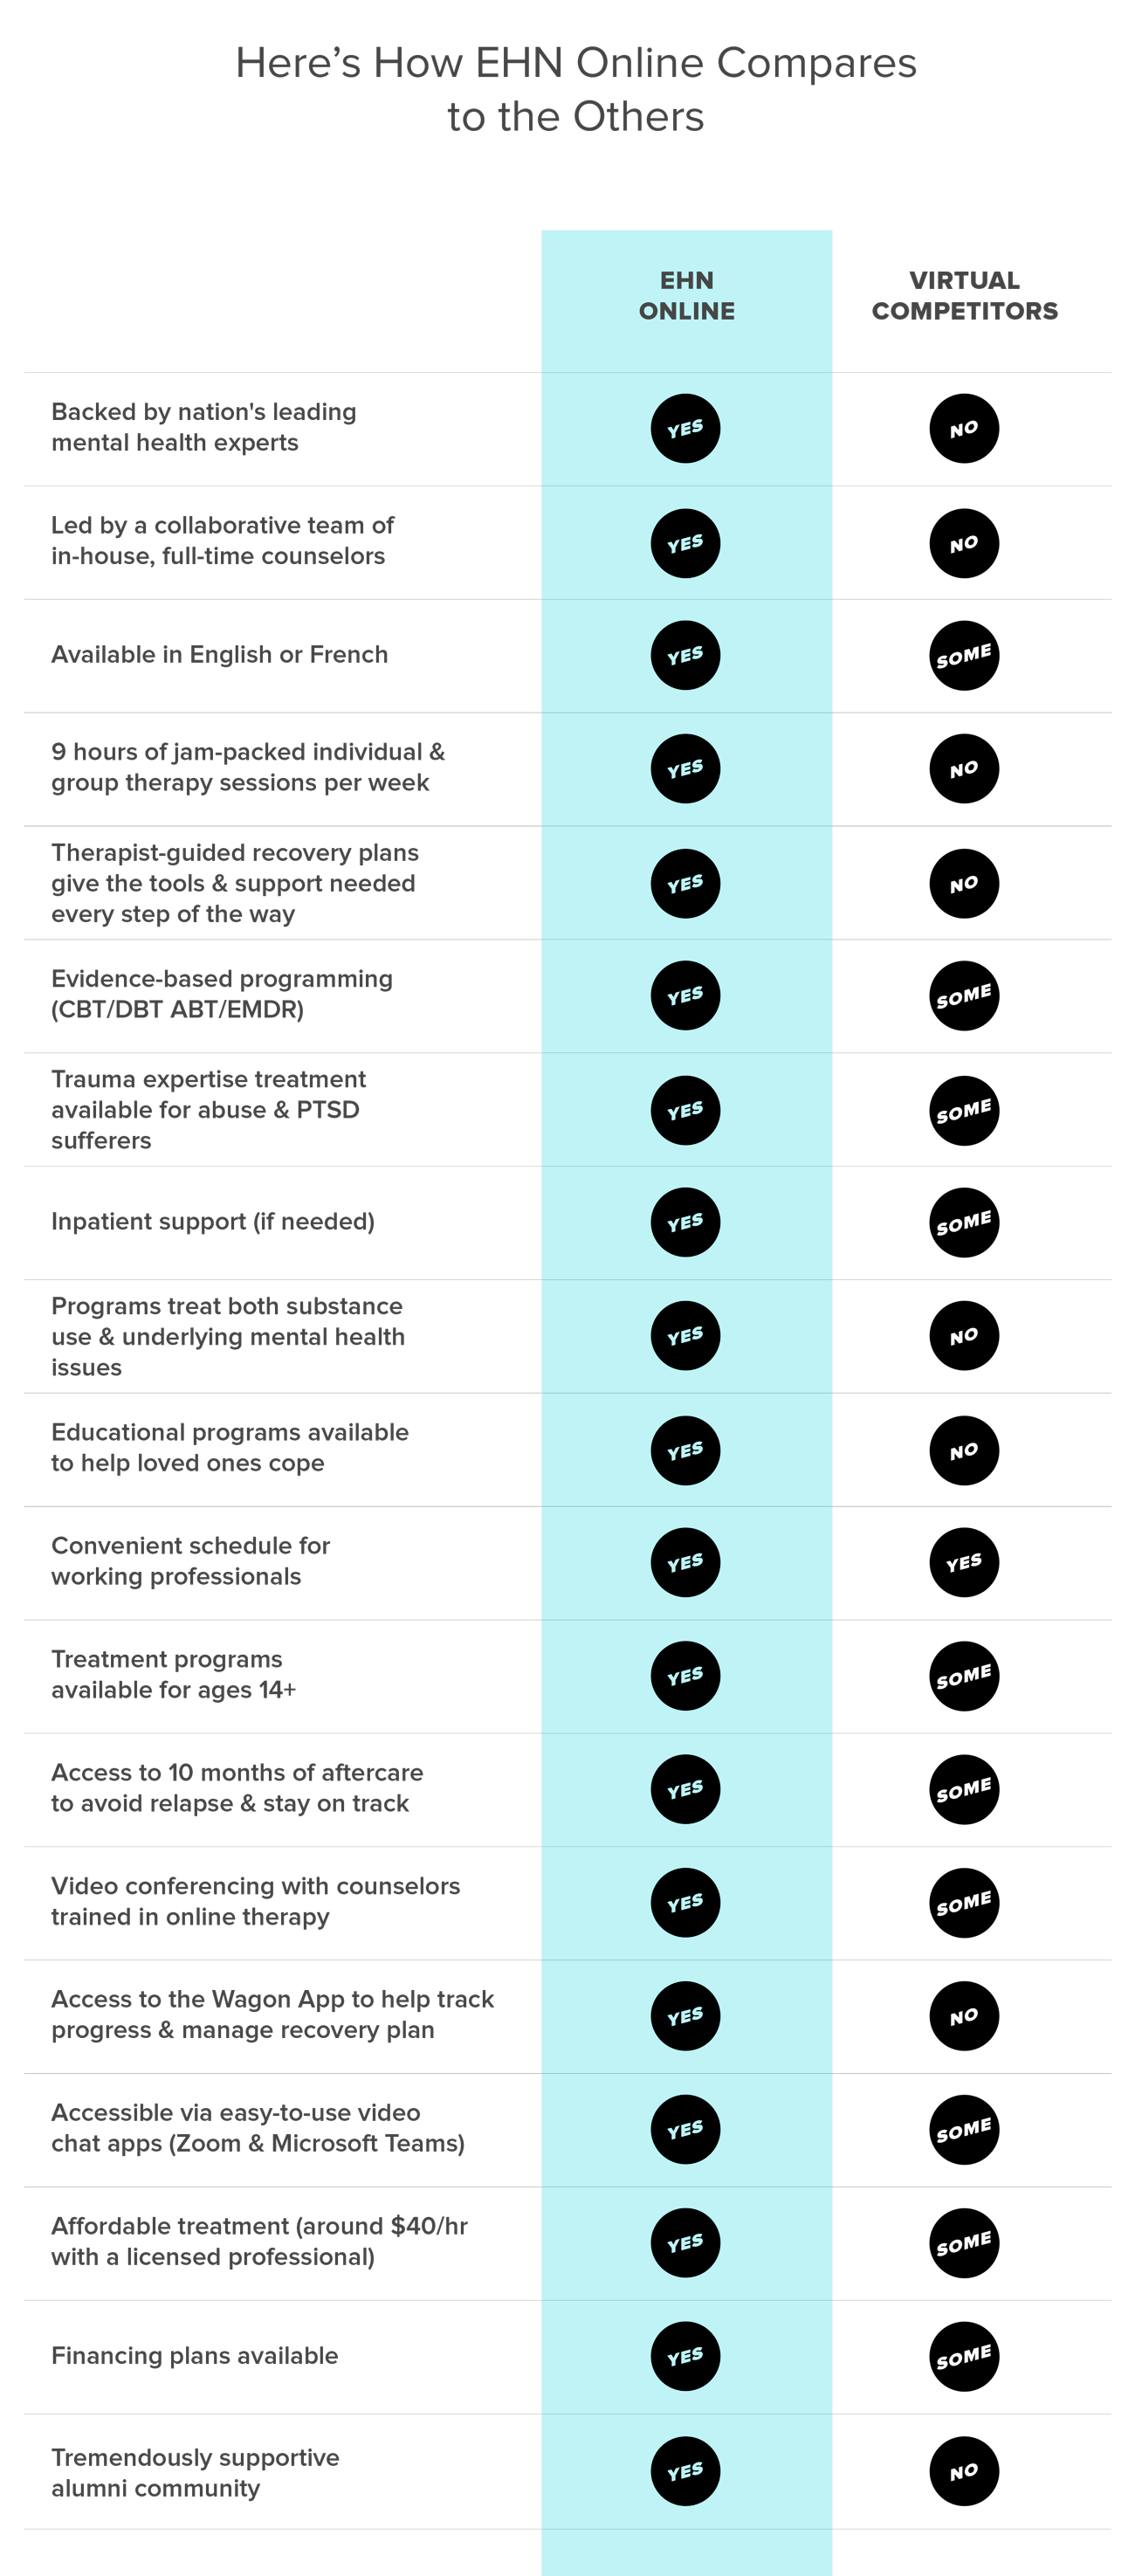 Here's How EHN Online Compares
to the Others
EHN
ONLINE
VIRTUAL
COMPETITORS
Backed by nation's leading
mental health experts
YES
NO
Led by a collaborative team of
in-house, full-time counselors
YES
NO
Available in English or French
YES
SOME
9 hours of jam-packed individual &
group therapy sessions per week
YES
NO
Therapist-guided recovery plans
give the tools & support needed
every step of the way
YES
NO
Evidence-based programming
(CBT/DBT ABT/EMDR)
YES
SOME
Trauma expertise treatment
available for abuse & PTSD
sufferers
YES
SOME
Inpatient support (if needed)
YES
SOME
Programs treat both substance
use & underlying mental health
issues
YES
NO
Educational programs available
to help loved ones cope
YES
NO
Convenient schedule for
working professionals
YES
YES
Treatment programs
available for ages 14+
YES
SOME
Access to 10 months of aftercare
to avoid relapse & stay on track
YES
SOME
Video conferencing with counselors
trained in online therapy
YES
SOME
Access to the Wagon App to help track
progress & manage recovery plan
YES
NO
Accessible via easy-to-use video
chat apps (Zoom & Microsoft Teams)
YES
SOME
Affordable treatment (around $40/hr
with a licensed professional)
YES
SOME
Financing plans available
YES
SOME
Tremendously supportive
alumni community
YES
NO